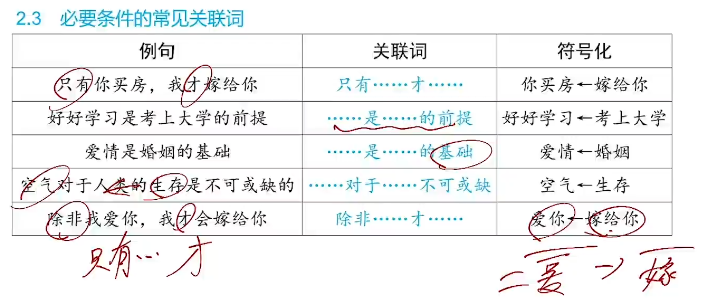 2.3 必要条件的常见关联词
例句 关联词 符号化
只有你买房，我才嫁给你 只有……才…… 你买房←嫁给你
好好学习是考上大学的前提 ……是……的前提 好好学习←考上大学
爱情是婚姻的基础 ……是……的基础 爱情←婚姻
空气对于人类的生存是不可或缺的 ……对于……不可或缺 空气←生存
除非我爱你，我才会嫁给你 除非……才…… 爱你←嫁给你
只有… 才
爱 → 嫁